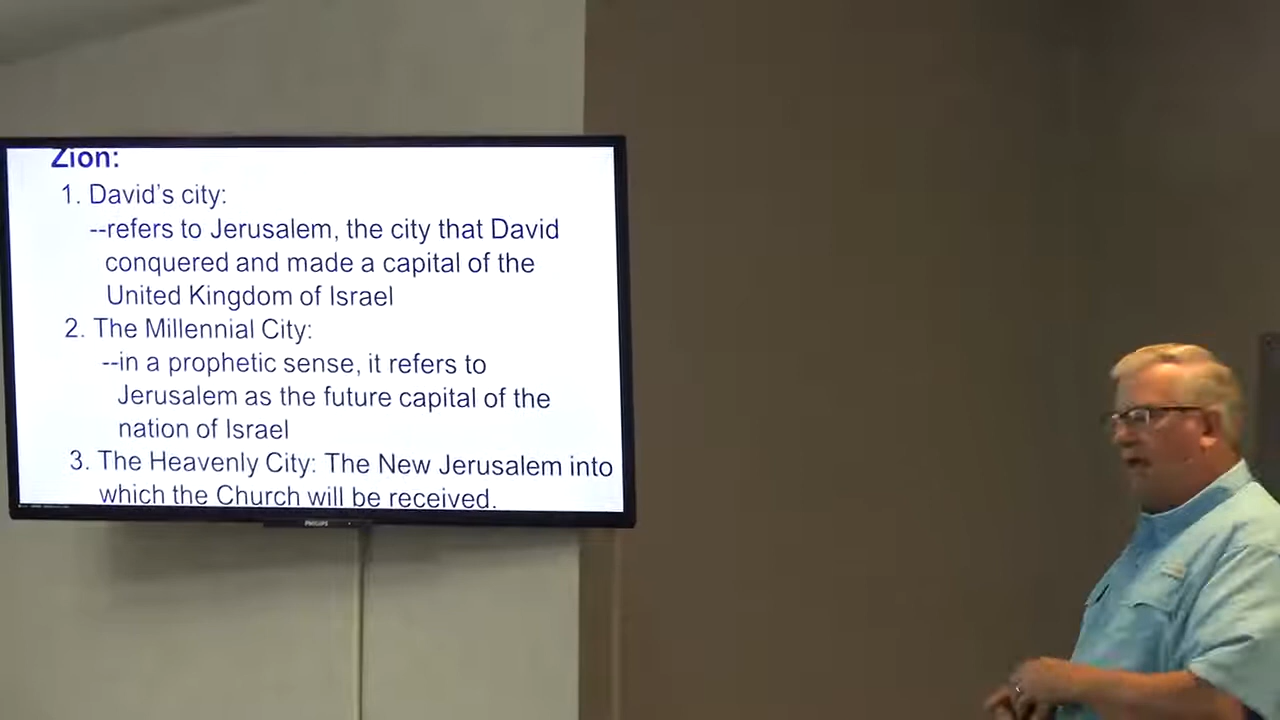 Zion:
1. David's city:
--refers to Jerusalem, the city that David
conquered and made a capital of the
United Kingdom of Israel
2. The Millennial City:
--in a prophetic sense, it refers to
Jerusalem as the future capital of the
nation of Israel
3. The Heavenly City: The New Jerusalem into
which the Church will be received.
PHILIPS